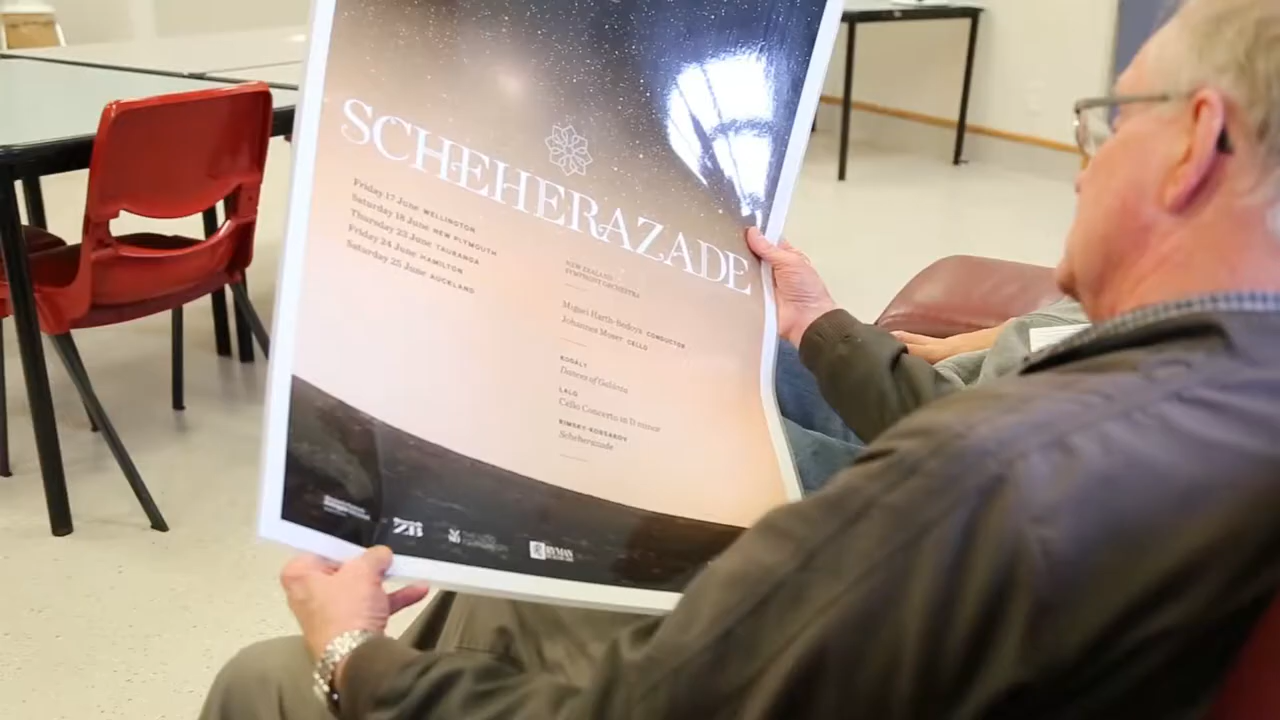 SCHEHERAZADE
Friday 17 June WELLINGTON
Saturday 18 June NEW PLYMOUTH
Thursday 23 June TAURANGA
Friday 24 June HAMILTON
Saturday 25 June AUCKLAND
NEW ZEALAND
SYMPHONY ORCHESTRA
Miguel Harth-Bedoya CONDUCTOR
Johannes Moser CELLO
KODÁLY
Dances of Galánta
LALO
Cello Concerto in D minor
RIMSKY-KORSAKOV
Scheherazade
ZB
RYMAN